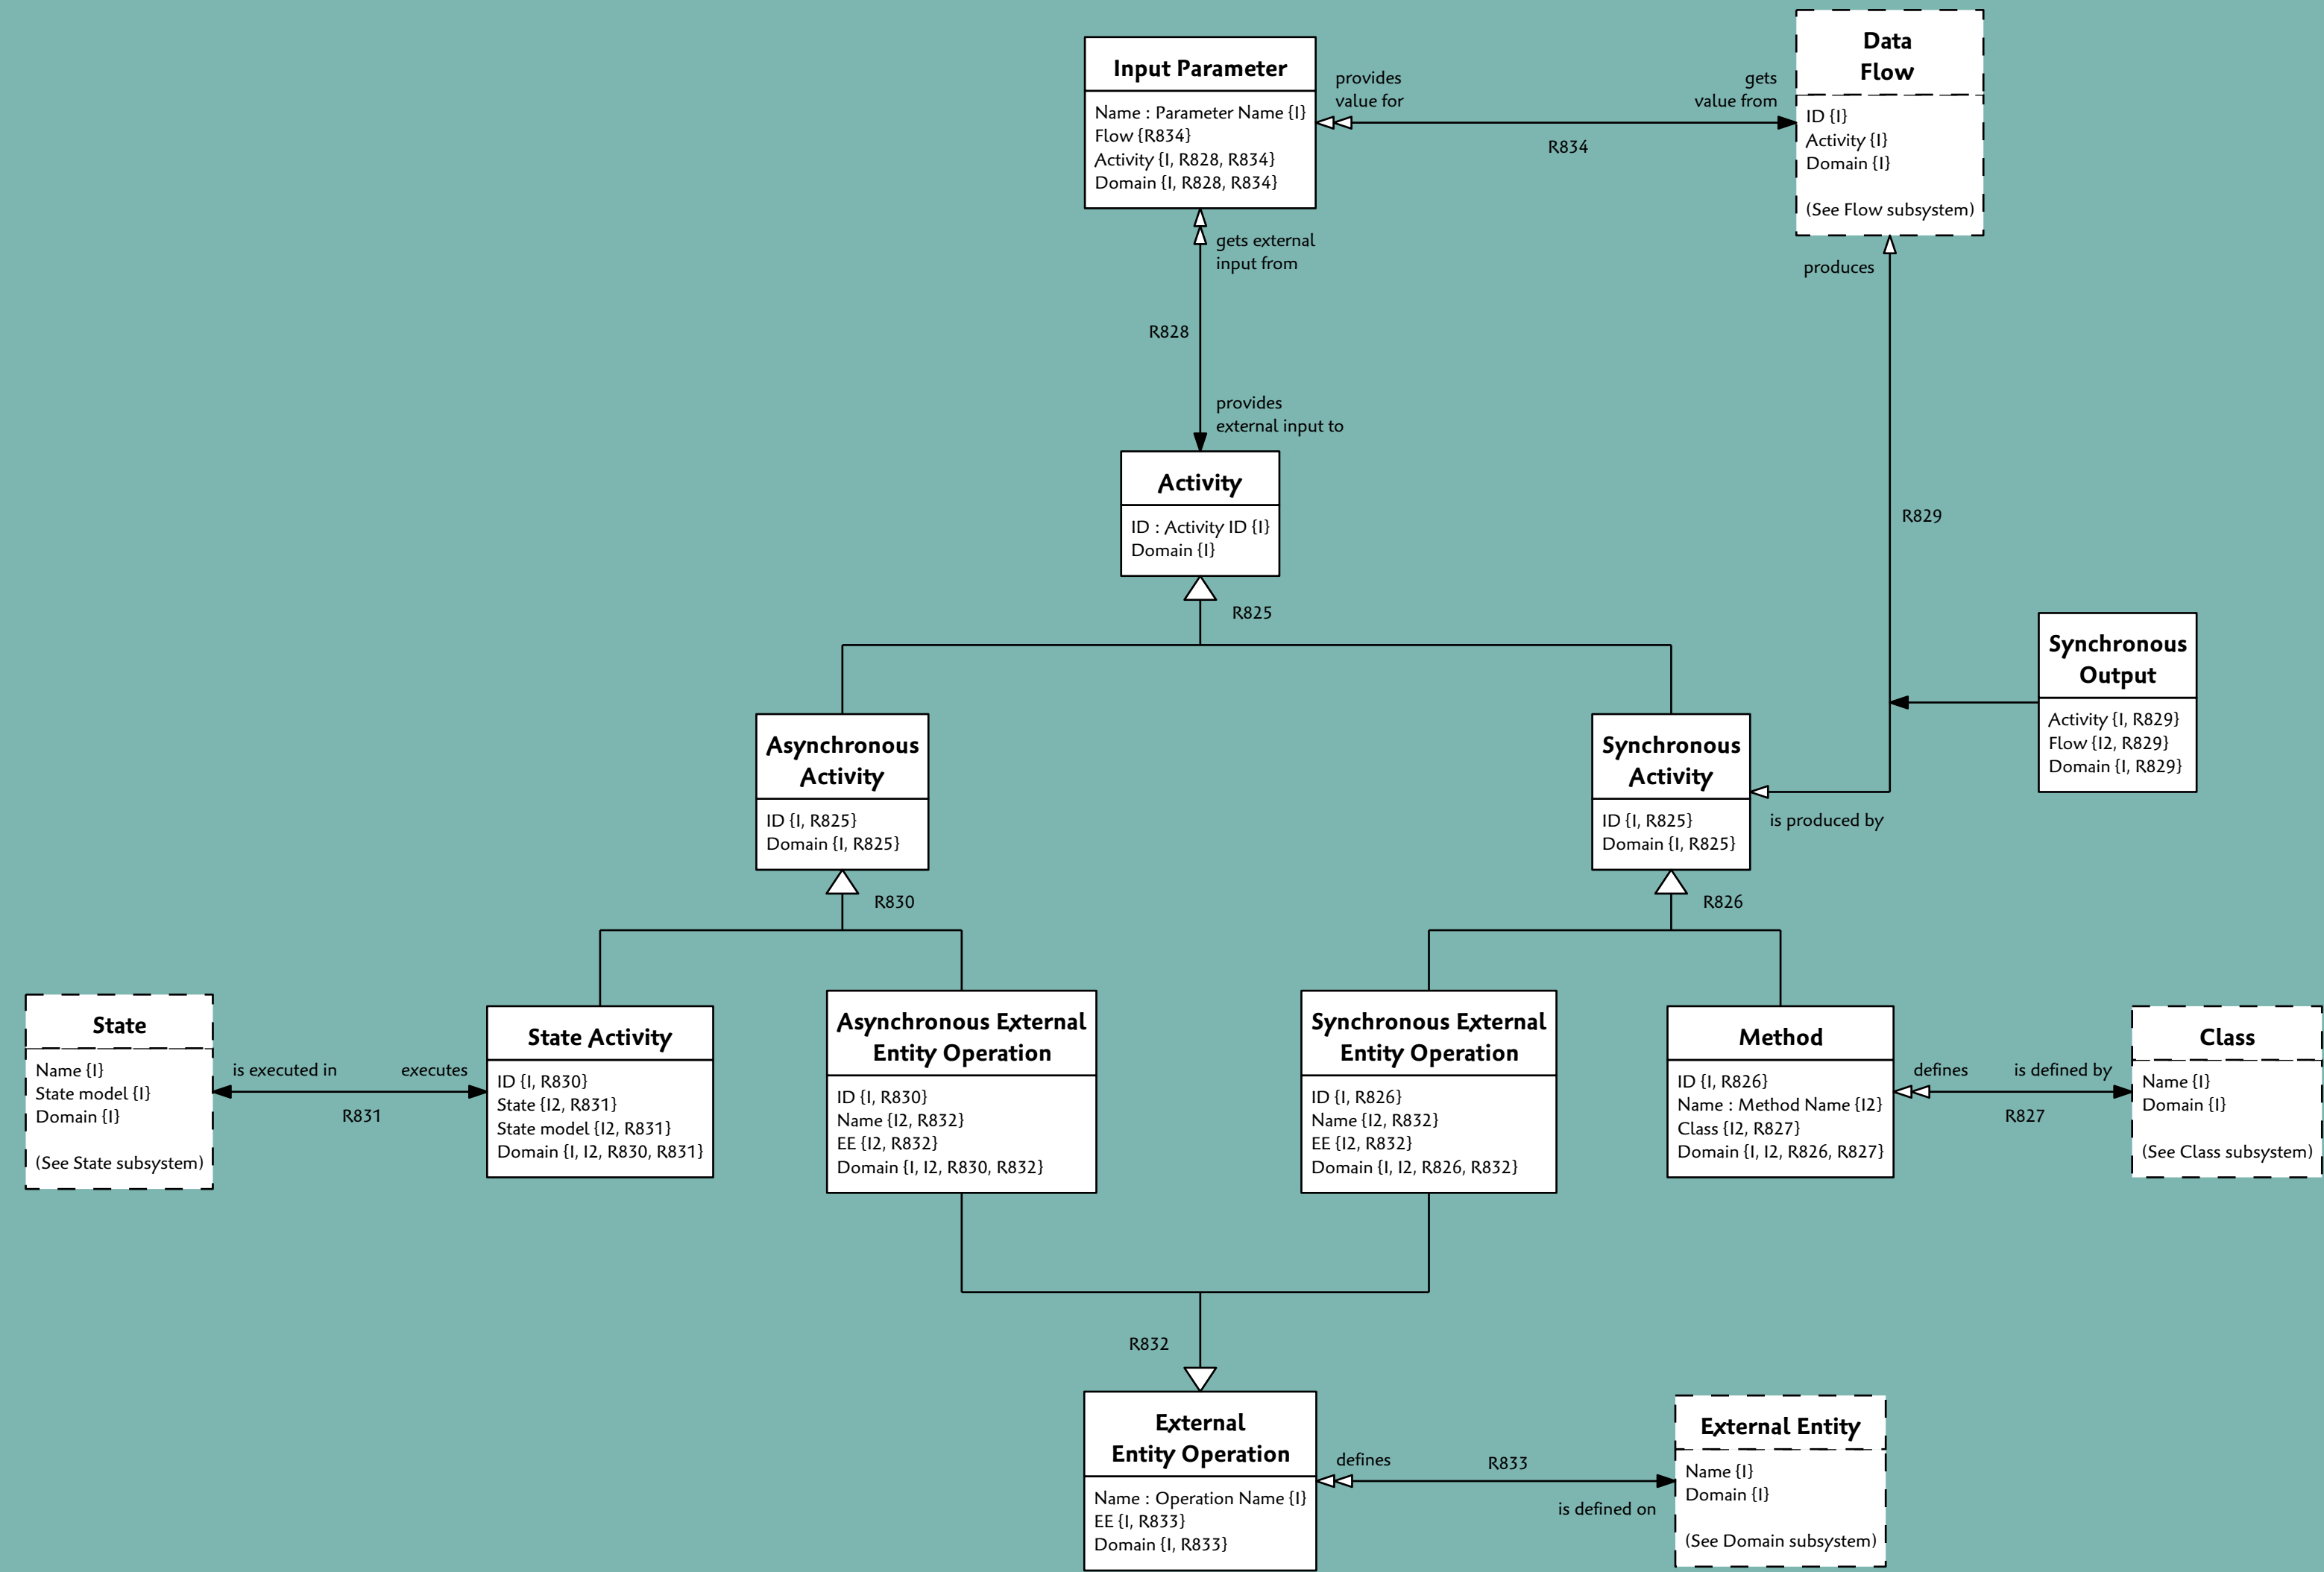 Input Parameter
Name : Parameter Name {I}
Flow {R834}
Activity {I, R828, R834}
Domain {I, R828, R834}
provides
value for
R834
gets
value from
Data
Flow
ID {I}
Activity {I}
Domain {I}
(See Flow subsystem)
produces
gets external
input from
R828
provides
external input to
Activity
ID : Activity ID {I}
Domain {I}
R825
R829
Synchronous
Output
Activity {I, R829}
Flow {I2, R829}
Domain {I, R829}
Asynchronous
Activity
ID {I, R825}
Domain {I, R825}
R830
Synchronous
Activity
ID {I, R825}
Domain {I, R825}
is produced by
R826
State
Name {I}
State model {I}
Domain {I}
(See State subsystem)
is executed in
executes
R831
State Activity
ID {I, R830}
State {I2, R831}
State model {I2, R831}
Domain {I, I2, R830, R831}
Asynchronous External
Entity Operation
ID {I, R830}
Name {I2, R832}
EE {I2, R832}
Domain {I, I2, R830, R832}
Synchronous External
Entity Operation
ID {I, R826}
Name {I2, R832}
EE {I2, R832}
Domain {I, I2, R826, R832}
Method
ID {I, R826}
Name : Method Name {I2}
Class {I2, R827}
Domain {I, I2, R826, R827}
defines
is defined by
R827
Class
Name {I}
Domain {I}
(See Class subsystem)
R832
External
Entity Operation
Name : Operation Name {I}
EE {I, R833}
Domain {I, R833}
defines
R833
is defined on
External Entity
Name {I}
Domain {I}
(See Domain subsystem)